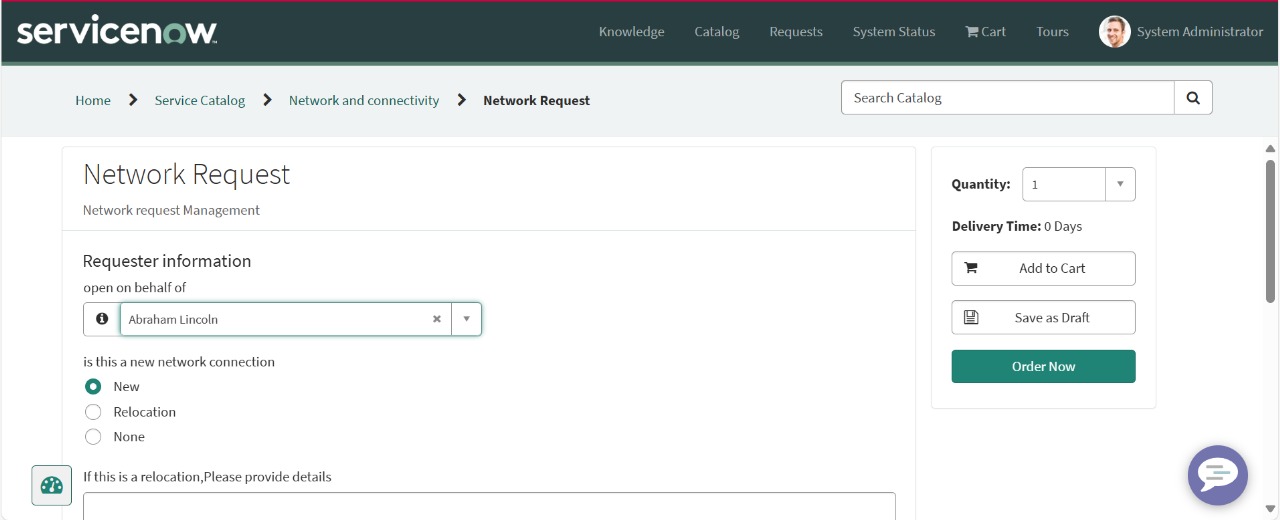 servicenow
Knowledge Catalog Requests System Status Cart Tours System Administrator
Home Service Catalog Network and connectivity Network Request
Search Catalog
Network Request
Network request Management
Requester information
open on behalf of
Abraham Lincoln
is this a new network connection
New
Relocation
None
If this is a relocation,Please provide details
Quantity: 1
Delivery Time: 0 Days
Add to Cart
Save as Draft
Order Now